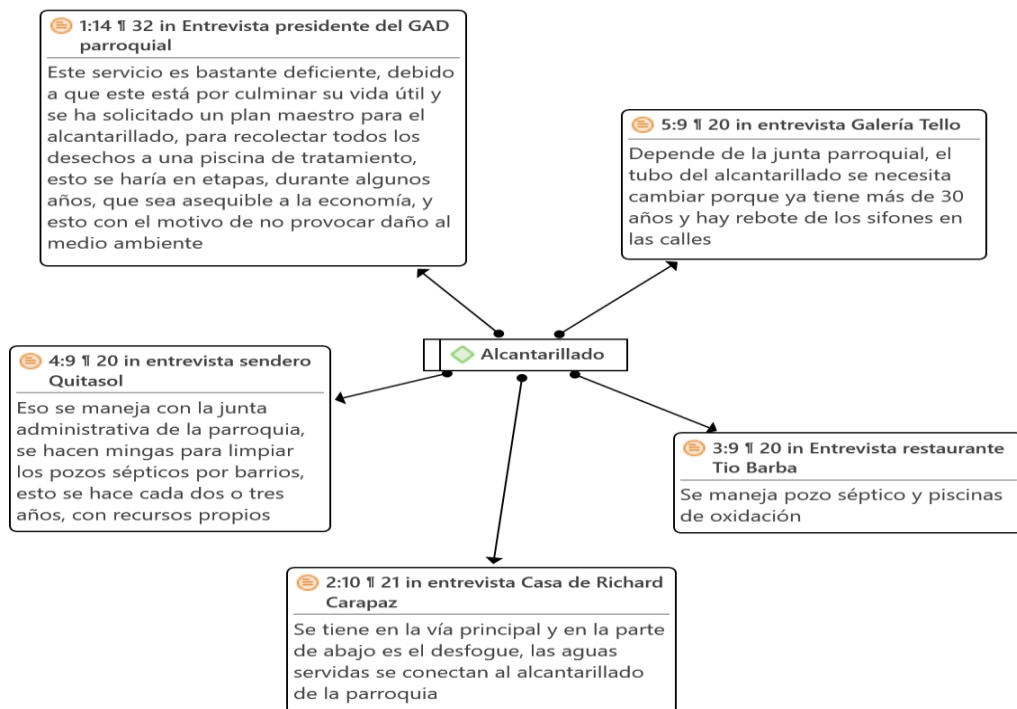 1:14 ¶ 32 in Entrevista presidente del GAD
parroquial
Este servicio es bastante deficiente, debido
a que este está por culminar su vida útil y
se ha solicitado un plan maestro para el
alcantarillado, para recolectar todos los
desechos a una piscina de tratamiento,
esto se haría en etapas, durante algunos
años, que sea asequible a la economía, y
esto con el motivo de no provocar daño al
medio ambiente
5:9 ¶ 20 in entrevista Galería Tello
Depende de la junta parroquial, el
tubo del alcantarillado se necesita
cambiar porque ya tiene más de 30
años y hay rebote de los sifones en
las calles
Alcantarillado
4:9 ¶ 20 in entrevista sendero
Quitasol
Eso se maneja con la junta
administrativa de la parroquia,
se hacen mingas para limpiar
los pozos sépticos por barrios,
esto se hace cada dos o tres
años, con recursos propios
3:9 ¶ 20 in Entrevista restaurante
Tio Barba
Se maneja pozo séptico y piscinas
de oxidación
2:10 ¶ 21 in entrevista Casa de Richard
Carapaz
Se tiene en la vía principal y en la parte
de abajo es el desfogue, las aguas
servidas se conectan al alcantarillado
de la parroquia